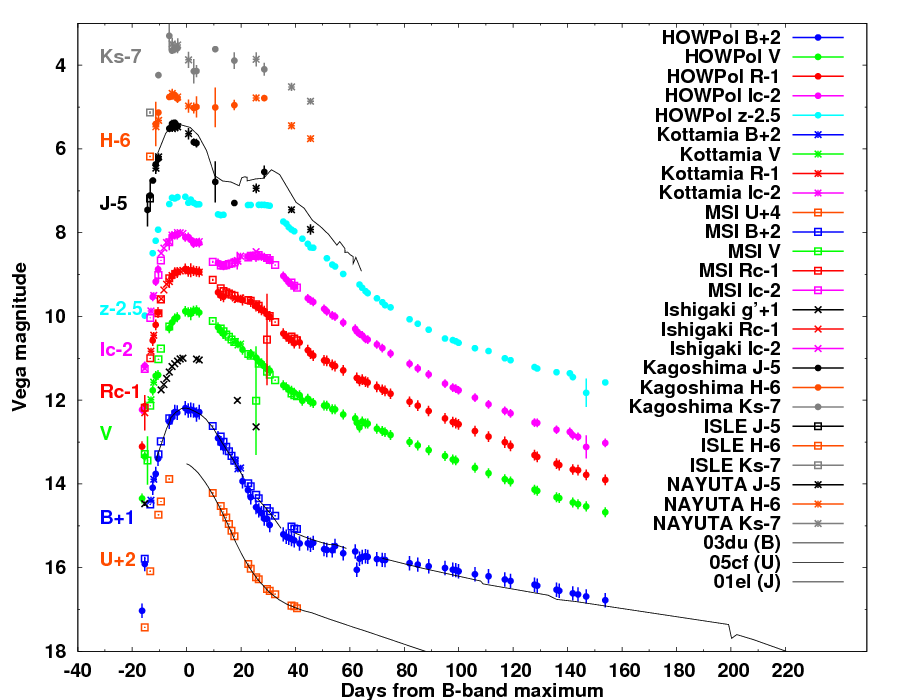 HOWPol B+2
HOWPol V
HOWPol R-1
HOWPol Ic-2
HOWPol z-2.5
Kottamia B+2
Kottamia V
Kottamia R-1
Kottamia Ic-2
MSI U+4
MSI B+2
MSI V
MSI Rc-1
MSI Ic-2
Ishigaki g'+1
Ishigaki Rc-1
Ishigaki Ic-2
Kagoshima J-5
Kagoshima H-6
Kagoshima Ks-7
ISLE J-5
ISLE H-6
ISLE Ks-7
NAYUTA J-5
NAYUTA H-6
NAYUTA Ks-7
03du (B)
05cf (U)
01el (J)
Ks-7
H-6
J-5
z-2.5
Ic-2
Rc-1
V
B+1
U+2
4
6
8
10
12
14
16
18
Vega magnitude
-40 -20 0 20 40 60 80 100 120 140 160 180 200 220
Days from B-band maximum